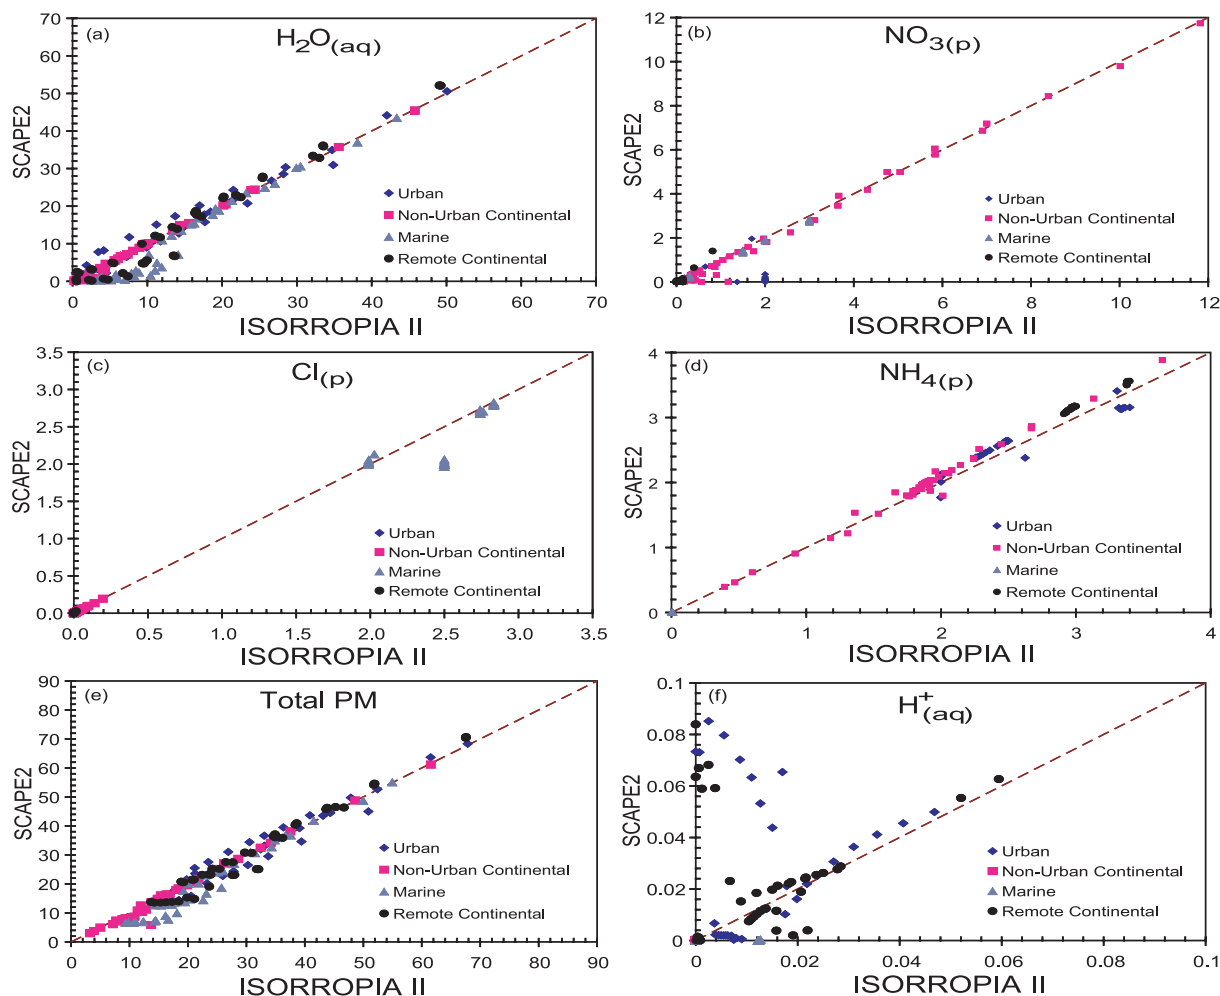 (a) H2O(aq)
70
60
50
40
30
20
10
0
SCAPE2
Urban
Non-Urban Continental
Marine
Remote Continental
0 10 20 30 40 50 60 70
ISORROPIA II
(b) NO3(p)
12
10
8
6
4
2
0
SCAPE2
Urban
Non-Urban Continental
Marine
Remote Continental
0 2 4 6 8 10 12
ISORROPIA II
(c) Cl(p)
3.5
3.0
2.5
2.0
1.5
1.0
0.5
0.0
SCAPE2
Urban
Non-Urban Continental
Marine
Remote Continental
0.0 0.5 1.0 1.5 2.0 2.5 3.0 3.5
ISORROPIA II
(d) NH4(p)
4
3
2
1
0
SCAPE2
Urban
Non-Urban Continental
Marine
Remote Continental
0 1 2 3 4
ISORROPIA II
(e) Total PM
90
80
70
60
50
40
30
20
10
0
SCAPE2
Urban
Non-Urban Continental
Marine
Remote Continental
0 10 20 30 40 50 60 70 80 90
ISORROPIA II
(f) H+(aq)
0.1
0.08
0.06
0.04
0.02
0
SCAPE2
Urban
Non-Urban Continental
Marine
Remote Continental
0 0.02 0.04 0.06 0.08 0.1
ISORROPIA II